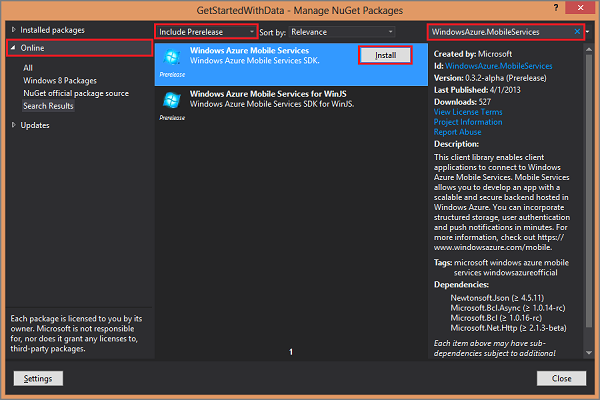 GetStartedWithData - Manage NuGet Packages
?
Installed packages
Online
All
Windows 8 Packages
NuGet official package source
Search Results
Updates
Each package is licensed to you by its
owner. Microsoft is not responsible
for, nor does it grant any licenses to,
third-party packages.
Settings
Include Prerelease
Sort by: Relevance
Windows Azure Mobile Services
Windows Azure Mobile Services SDK.
Prerelease
Install
Windows Azure Mobile Services for WinJS
Windows Azure Mobile Services SDK for WinJS.
Prerelease
1
WindowsAzure.MobileServices
Created by: Microsoft
Id: WindowsAzure.MobileServices
Version: 0.3.2-alpha (Prerelease)
Last Published: 4/1/2013
Downloads: 527
View License Terms
Project Information
Report Abuse
Description:
This client library enables client
applications to connect to Windows
Azure Mobile Services. Mobile Services
allows you to develop an app with a
scalable and secure backend hosted in
Windows Azure. You can incorporate
structured storage, user authentication
and push notifications in minutes. For
more information, check out https://
www.windowsazure.com/mobile.
Tags: microsoft windows azure mobile
services windowsazureofficial
Dependencies:
Newtonsoft.Json (≥ 4.5.11)
Microsoft.Bcl.Async (≥ 1.0.14-rc)
Microsoft.Bcl (≥ 1.0.16-rc)
Microsoft.Net.Http (≥ 2.1.3-beta)
Each item above may have sub-
dependencies subject to additional
Close